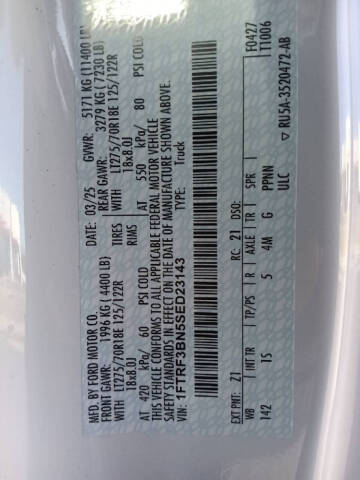 MFD BY FORD MOTOR CO.
DATE: 03/25 GVWR: 5171 KG (11400 LB)
FRONT GAWR: 1996 KG (4400 LB) REAR GAWR: 3279 KG (7230 LB)
WITH LT275/70R18E 125/122R TIRES WITH LT275/70R18E 125/122R
18x8.0J RIMS 18x8.0J
AT 420 kPa/ 60 PSI COLD AT 550 kPa/ 80 PSI COLD
THIS VEHICLE CONFORMS TO ALL APPLICABLE FEDERAL MOTOR VEHICLE
SAFETY STANDARDS IN EFFECT ON THE DATE OF MANUFACTURE SHOWN ABOVE.
VIN: 1FTRF3BN5SED23143 TYPE: Truck
F0427
T1006
EXT PNT: Z1 RC: 21 DSO:
WB INT TR TP/PS R AXLE TR SPR
142 15 5 4M G PPNN
ULC
▽ RU5A-3520472-AB